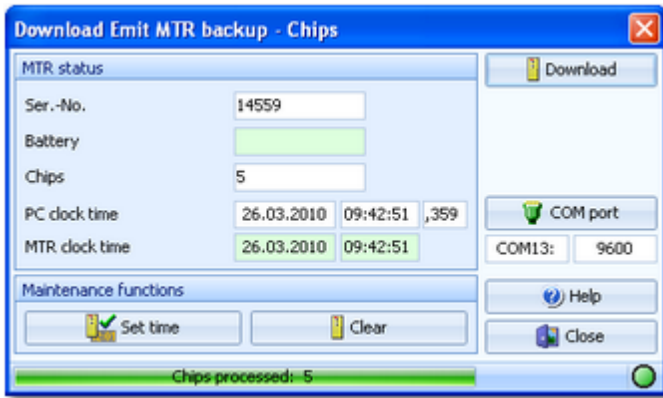 Download Emit MTR backup - Chips
MTR status
Download
Ser.-No. 14559
Battery
Chips 5
PC clock time 26.03.2010 09:42:51 ,359
COM port
MTR clock time 26.03.2010 09:42:51
COM13: 9600
Maintenance functions
Help
Set time Clear
Close
Chips processed: 5